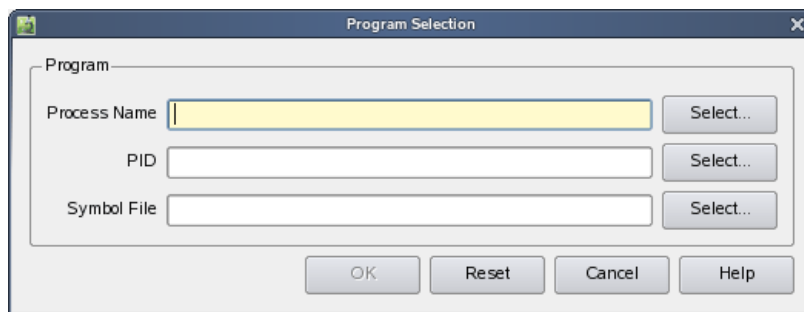 Program Selection
Program
Process Name
Select...
PID
Select...
Symbol File
Select...
OK
Reset
Cancel
Help